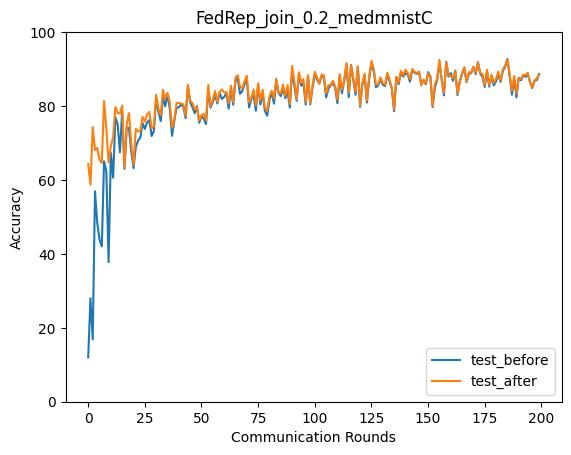 FedRep_join_0.2_medmnistC
100
80
60
40
20
0
Accuracy
0 25 50 75 100 125 150 175 200
Communication Rounds
test_before
test_after